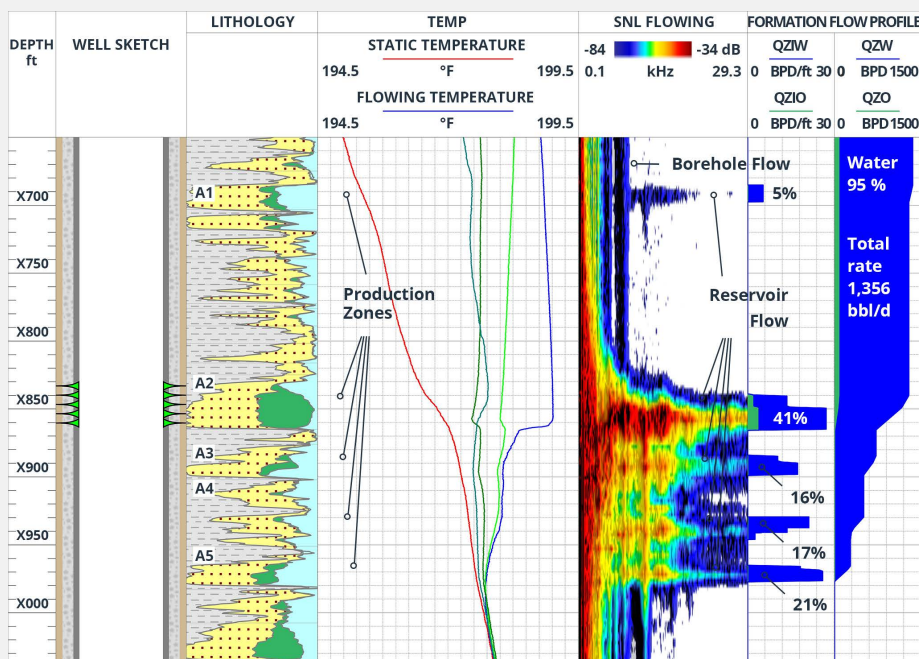 LITHOLOGY
TEMP
SNL FLOWING
FORMATION FLOW PROFILE
DEPTH
ft
WELL SKETCH
STATIC TEMPERATURE
194.5 °F 199.5
FLOWING TEMPERATURE
194.5 °F 199.5
-84 -34 dB
0.1 kHz 29.3
QZIW
0 BPD/ft 30
QZIO
0 BPD/ft 30
QZW
0 BPD 1500
QZO
0 BPD 1500
X700
X750
X800
X850
X900
X950
X000
A1
A2
A3
A4
A5
Production
Zones
Borehole Flow
Reservoir
Flow
5%
41%
16%
17%
21%
Water
95 %
Total
rate
1,356
bbl/d